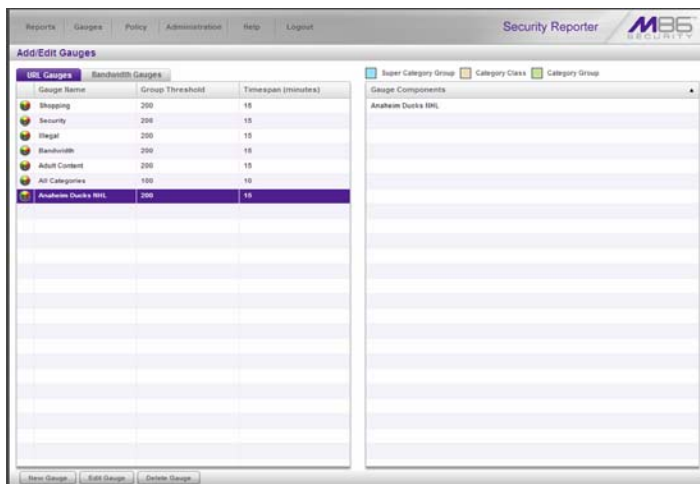 Reports Gauges Policy Administration Help Logout
Security Reporter
M86 SECURITY
Add/Edit Gauges
URL Gauges Bandwidth Gauges
Gauge Name Group Threshold Timespan (minutes)
Shopping 200 15
Security 200 15
Illegal 200 15
Bandwidth 200 15
Adult Content 200 15
All Categories 100 10
Anaheim Ducks NHL 200 15
Super Category Group Category Class Category Group
Gauge Components
Anaheim Ducks NHL
New Gauge Edit Gauge Delete Gauge